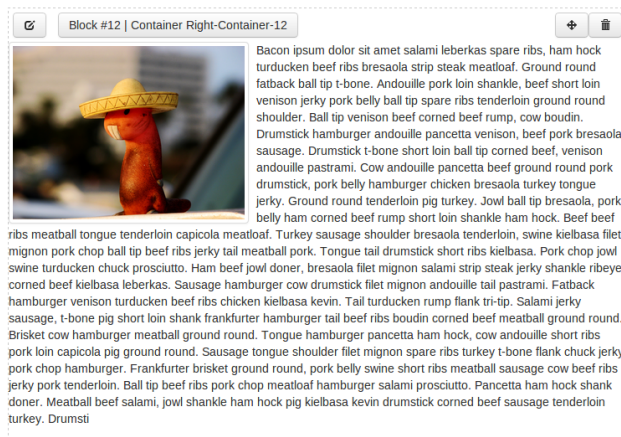 Block #12 | Container Right-Container-12
Bacon ipsum dolor sit amet salami leberkas spare ribs, ham hock
turducken beef ribs bresaola strip steak meatloaf. Ground round
fatback ball tip t-bone. Andouille pork loin shankle, beef short loin
venison jerky pork belly ball tip spare ribs tenderloin ground round
shoulder. Ball tip venison beef corned beef rump, cow boudin.
Drumstick hamburger andouille pancetta venison, beef pork bresaola
sausage. Drumstick t-bone short loin ball tip corned beef, venison
andouille pastrami. Cow andouille pancetta beef ground round pork
drumstick, pork belly hamburger chicken bresaola turkey tongue
jerky. Ground round tenderloin pig turkey. Jowl ball tip bresaola, pork
belly ham corned beef rump short loin shankle ham hock. Beef beef
ribs meatball tongue tenderloin capicola meatloaf. Turkey sausage shoulder bresaola tenderloin, swine kielbasa filet
mignon pork chop ball tip beef ribs jerky tail meatball pork. Tongue tail drumstick short ribs kielbasa. Pork chop jowl
swine turducken chuck prosciutto. Ham beef jowl doner, bresaola filet mignon salami strip steak jerky shankle ribeye
corned beef kielbasa leberkas. Sausage hamburger cow drumstick filet mignon andouille tail pastrami. Fatback
hamburger venison turducken beef ribs chicken kielbasa kevin. Tail turducken rump flank tri-tip. Salami jerky
sausage, t-bone pig short loin shank frankfurter hamburger tail beef ribs boudin corned beef meatball ground round.
Brisket cow hamburger meatball ground round. Tongue hamburger pancetta ham hock, cow andouille short ribs
pork loin capicola pig ground round. Sausage tongue shoulder filet mignon spare ribs turkey t-bone flank chuck jerky
pork chop hamburger. Frankfurter brisket ground round, pork belly swine short ribs meatball sausage cow beef ribs
jerky pork tenderloin. Ball tip beef ribs pork chop meatloaf hamburger salami prosciutto. Pancetta ham hock shank
doner. Meatball beef salami, jowl shankle ham hock pig kielbasa kevin drumstick corned beef sausage tenderloin
turkey. Drumsti